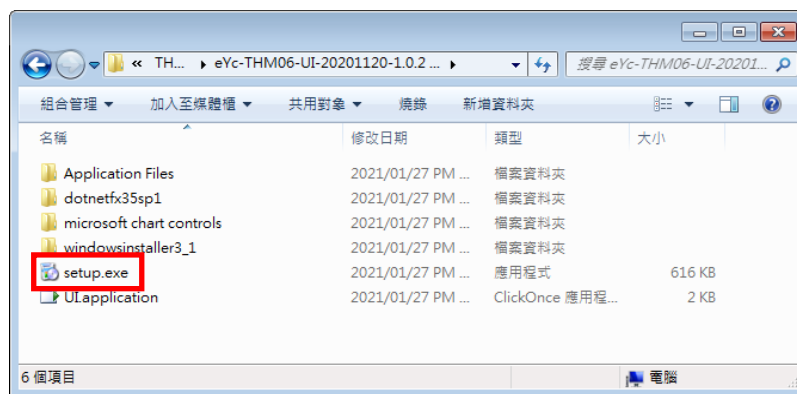 « TH... ▸ eYc-THM06-UI-20201120-1.0.2 ... ▸
搜尋 eYc-THM06-UI-20201...
組合管理 ▼ 加入至媒體櫃 ▼ 共用對象 ▼ 燒錄 新增資料夾
名稱 修改日期 類型 大小
Application Files 2021/01/27 PM ... 檔案資料夾
dotnetfx35sp1 2021/01/27 PM ... 檔案資料夾
microsoft chart controls 2021/01/27 PM ... 檔案資料夾
windowsinstaller3_1 2021/01/27 PM ... 檔案資料夾
setup.exe 2021/01/27 PM ... 應用程式 616 KB
UI.application 2021/01/27 PM ... ClickOnce 應用程... 2 KB
6 個項目 電腦